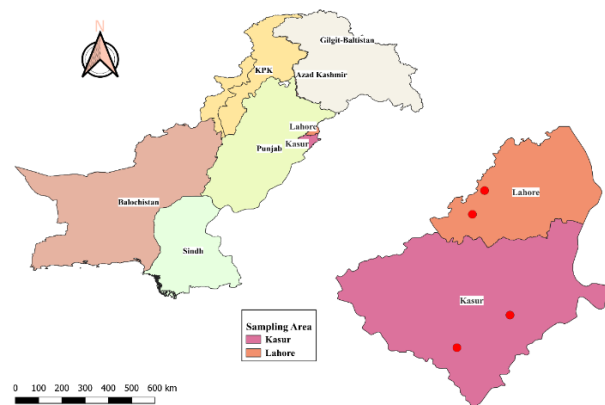 N
Gilgit-Baltistan
KPK
Azad Kashmir
Lahore
Kasur
Punjab
Balochistan
Sindh
Lahore
Kasur
Sampling Area
Kasur
Lahore
0 100 200 300 400 500 600 km